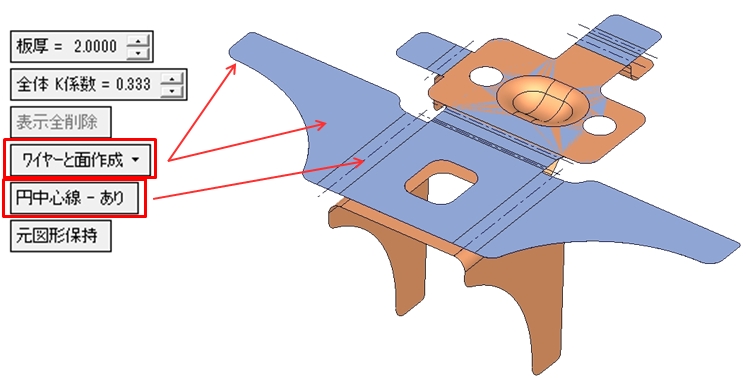 板厚 = 2.0000
全体 K係数 = 0.333
表示全削除
ワイヤーと面作成
円中心線 - あり
元図形保持